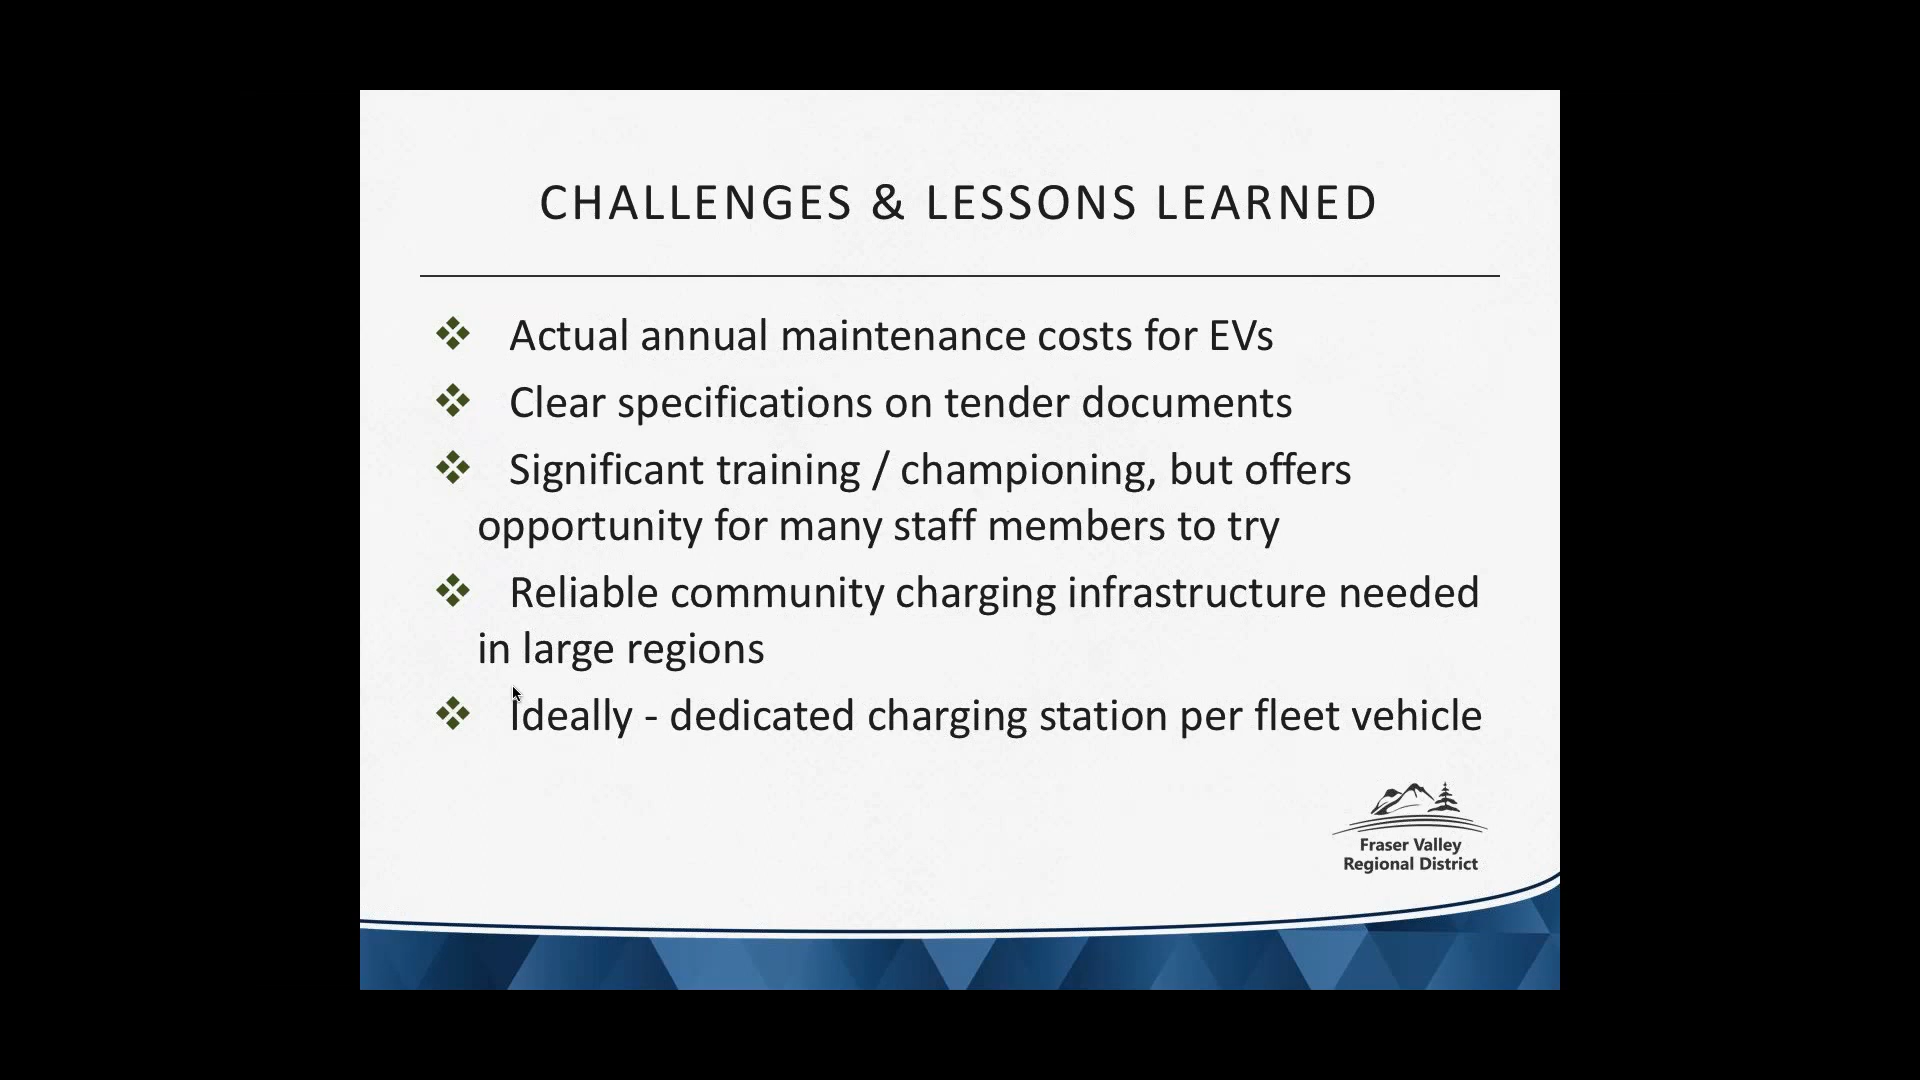 CHALLENGES & LESSONS LEARNED
Actual annual maintenance costs for EVs
Clear specifications on tender documents
Significant training / championing, but offers
opportunity for many staff members to try
Reliable community charging infrastructure needed
in large regions
Ideally - dedicated charging station per fleet vehicle
Fraser Valley
Regional District